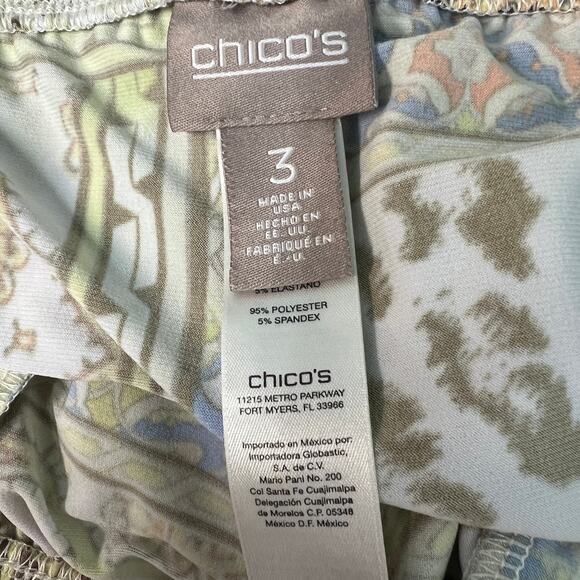 chico's
3
MADE IN
USA
HECHO EN
EE. UU.
FABRIQUÉ EN
É.-U.
5% ELASTANO
95% POLYESTER
5% SPANDEX
chico's
11215 METRO PARKWAY
FORT MYERS, FL 33966
Importado en México por:
Importadora Globastic,
S.A. de C.V.
Mario Pani No. 200
Col Santa Fe Cuajimalpa
Delegación Cuajimalpa
de Morelos C.P. 05348
México D.F. México